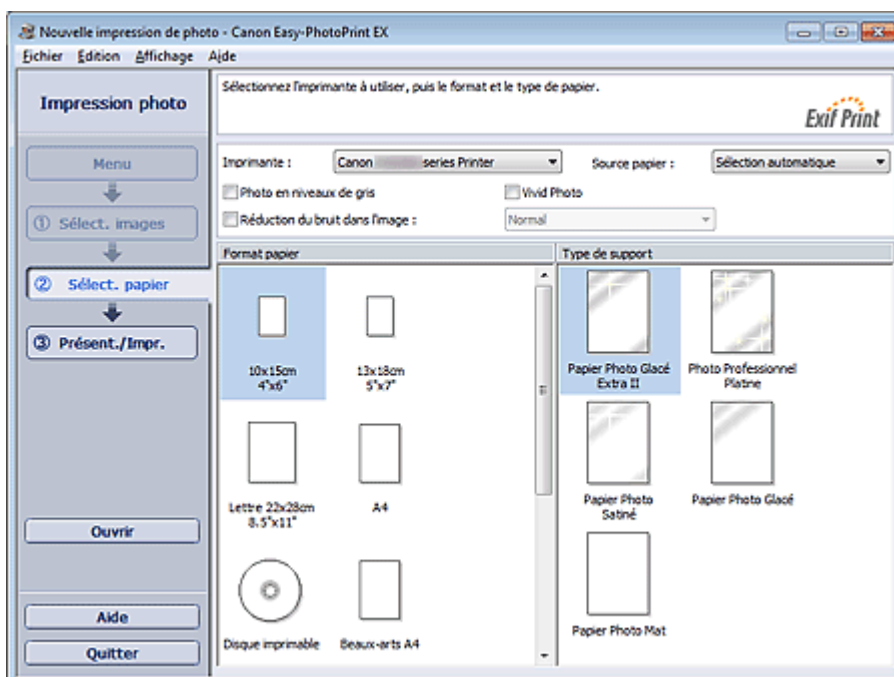 Nouvelle impression de photo - Canon Easy-PhotoPrint EX
Fichier Édition Affichage Aide
Impression photo
Sélectionnez l'imprimante à utiliser, puis le format et le type de papier.
Exif Print
Menu
① Sélect. images
② Sélect. papier
③ Présent./Impr.
Ouvrir
Aide
Quitter
Imprimante : Canon series Printer Source papier : Sélection automatique
Photo en niveaux de gris Vivid Photo
Réduction du bruit dans l'image : Normal
Format papier
10x15cm
4"x6"
13x18cm
5"x7"
Lettre 22x28cm
8.5"x11"
A4
Disque imprimable
Beaux-arts A4
Type de support
Papier Photo Glacé
Extra II
Photo Professionnel
Platine
Papier Photo
Satiné
Papier Photo Glacé
Papier Photo Mat